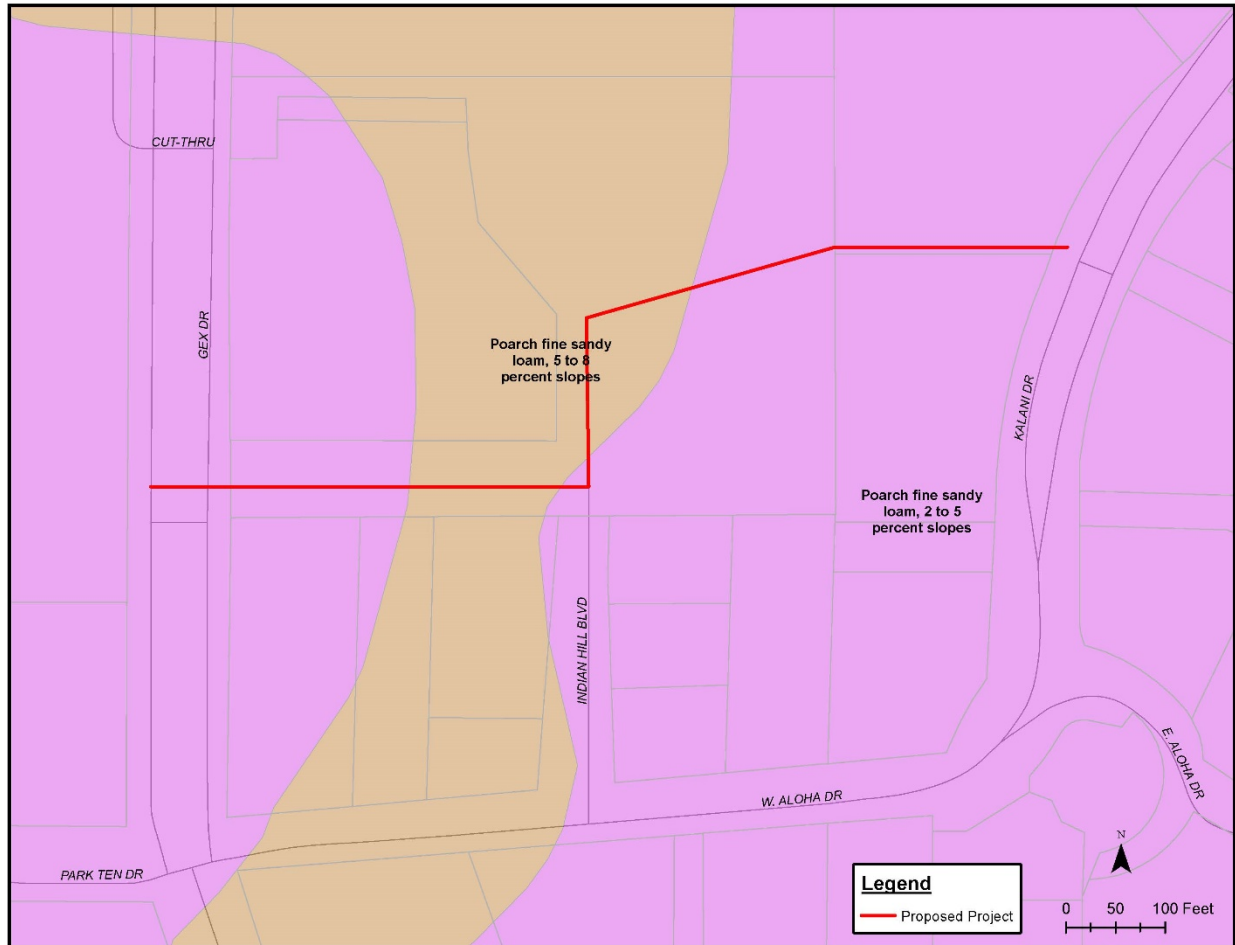 CUT-THRU
GEX DR
Poarch fine sandy
loam, 5 to 8
percent slopes
KALANI DR
Poarch fine sandy
loam, 2 to 5
percent slopes
INDIAN HILL BLVD
E. ALOHA DR
W. ALOHA DR
PARK TEN DR
N
Legend
Proposed Project
0 50 100 Feet